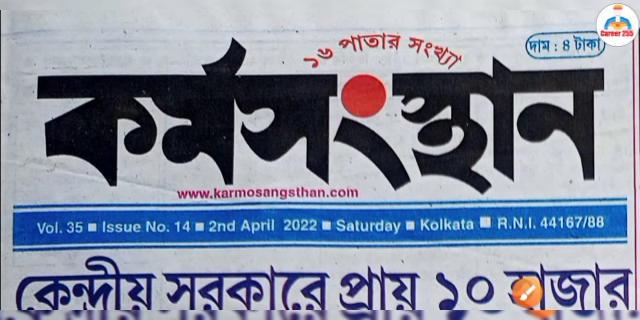 Career 255
১৬ পাতার সংখ্যা
দাম : ৪ টাকা
কর্মসংস্থান
www.karmosangsthan.com
Vol. 35 ■ Issue No. 14 ■ 2nd April 2022 ■ Saturday ■ Kolkata ■ R.N.I. 44167/88
কেন্দ্রীয় সরকারে প্রায় ১০ হাজার